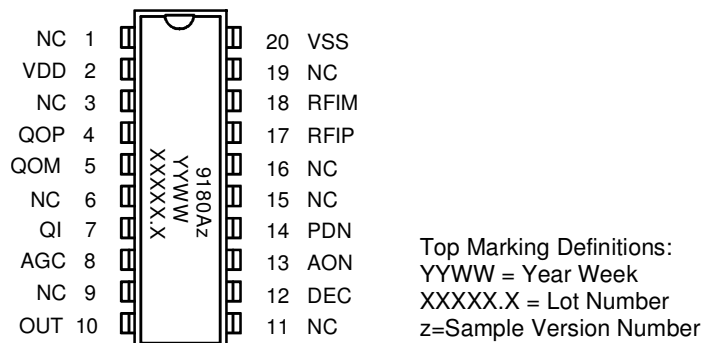 NC 1 20 VSS
VDD 2 19 NC
NC 3 18 RFIM
QOP 4 17 RFIP
QOM 5 16 NC
NC 6 15 NC
QI 7 14 PDN
AGC 8 13 AON
NC 9 12 DEC
OUT 10 11 NC
9180Az
YYWW
XXXXX.X
Top Marking Definitions:
YYWW = Year Week
XXXXX.X = Lot Number
z=Sample Version Number